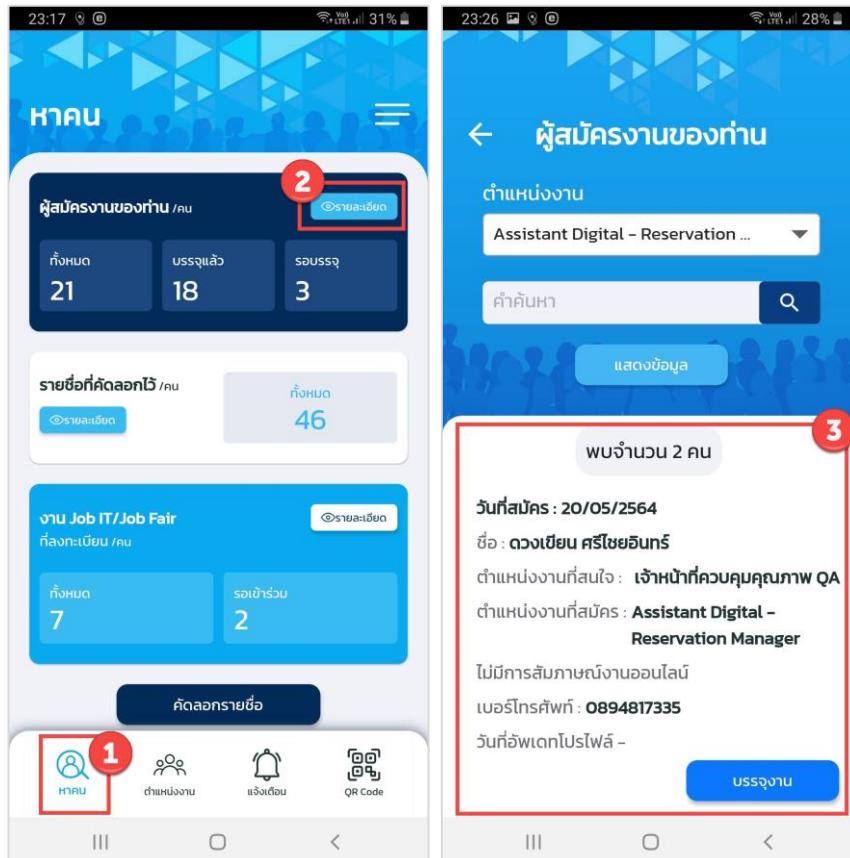 23:17
31%
หาคน
2
ผู้สมัครงานของท่าน /คน
รายละเอียด
ทั้งหมด
บรรจุแล้ว
รอบรรจุ
21
18
3
รายชื่อที่คัดลอกไว้ /คน
รายละเอียด
ทั้งหมด
46
งาน Job IT/Job Fair
รายละเอียด
ที่ลงทะเบียน /คน
ทั้งหมด
รอเข้าร่วม
7
2
คัดลอกรายชื่อ
1
หาคน
ตำแหน่งงาน
แจ้งเตือน
QR Code
23:26
28%
ผู้สมัครงานของท่าน
ตำแหน่งงาน
Assistant Digital - Reservation ...
คำค้นหา
แสดงข้อมูล
3
พบจำนวน 2 คน
วันที่สมัคร : 20/05/2564
ชื่อ : ดวงเขียน ศรีไชยอินทร์
ตำแหน่งงานที่สนใจ : เจ้าหน้าที่ควบคุมคุณภาพ QA
ตำแหน่งงานที่สมัคร : Assistant Digital -
Reservation Manager
ไม่มีการสัมภาษณ์งานออนไลน์
เบอร์โทรศัพท์ : 0894817335
วันที่อัพเดทโปรไฟล์ -
บรรจุงาน